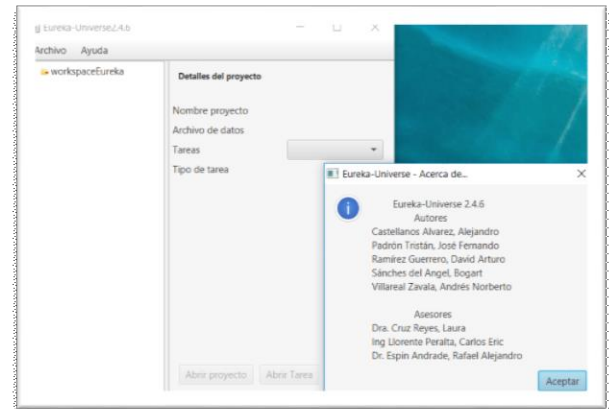 Eureka-Universe2.4.6
Archivo Ayuda
workspaceEureka
Detalles del proyecto
Nombre proyecto
Archivo de datos
Tareas
Tipo de tarea
Abrir proyecto Abrir Tarea
Eureka-Universe - Acerca de...
Eureka-Universe 2.4.6
Autores
Castellanos Alvarez, Alejandro
Padrón Tristán, José Fernando
Ramírez Guerrero, David Arturo
Sánches del Angel, Bogart
Villareal Zavala, Andrés Norberto
Asesores
Dra. Cruz Reyes, Laura
Ing Llorente Peralta, Carlos Eric
Dr. Espin Andrade, Rafael Alejandro
Aceptar